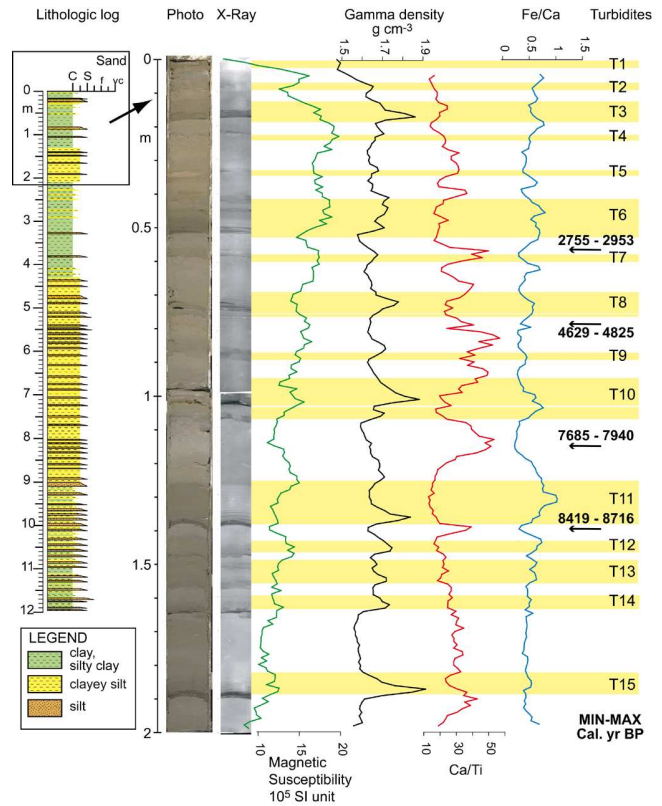 Lithologic log
Photo
X-Ray
Gamma density
g cm-3
Fe/Ca
Turbidites
Sand
C S f vc
1.5 1.7 1.9
0 0.5 1 1.5
0
m
1
2
3
4
5
6
7
8
9
10
11
12
0
m
0.5
1
1.5
2
T1
T2
T3
T4
T5
T6
2755 - 2953
T7
T8
4629 - 4825
T9
T10
7685 - 7940
T11
8419 - 8716
T12
T13
T14
T15
MIN-MAX
Cal. yr BP
LEGEND
clay,
silty clay
clayey silt
silt
10 15 20
Magnetic
Susceptibility
10⁵ SI unit
10 30 50
Ca/Ti